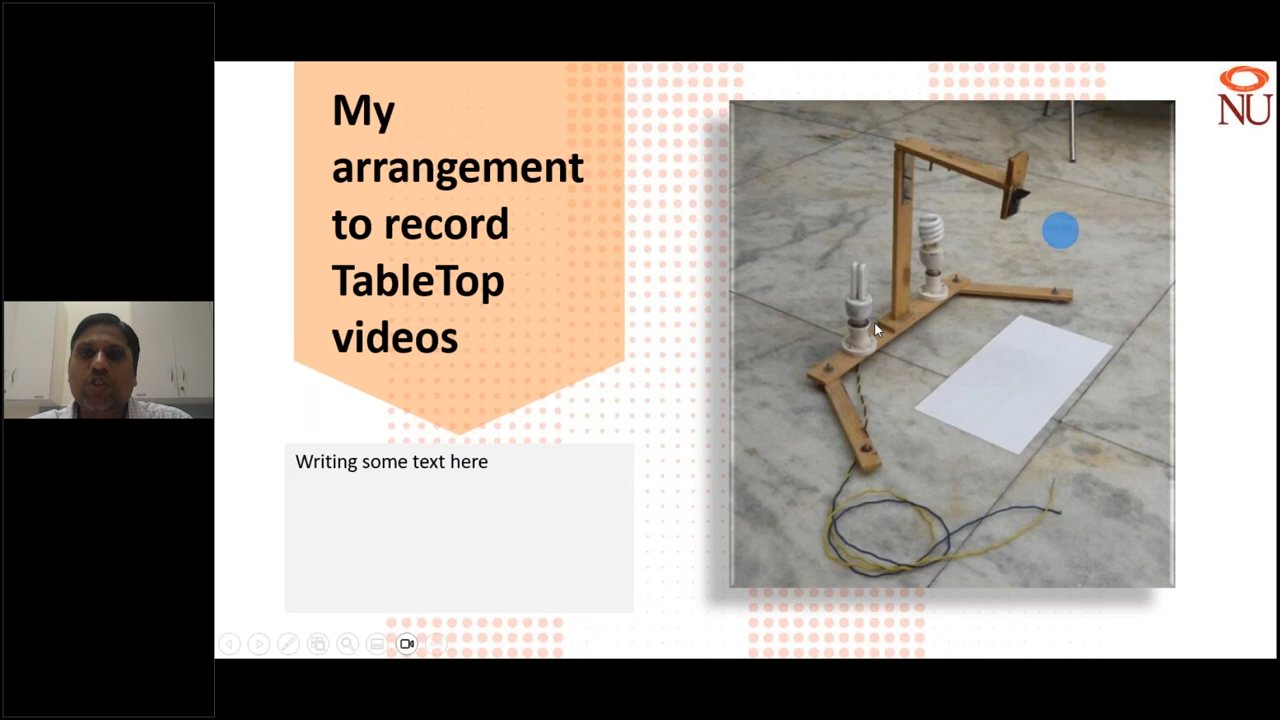 My
arrangement
to record
TableTop
videos
Writing some text here
NU